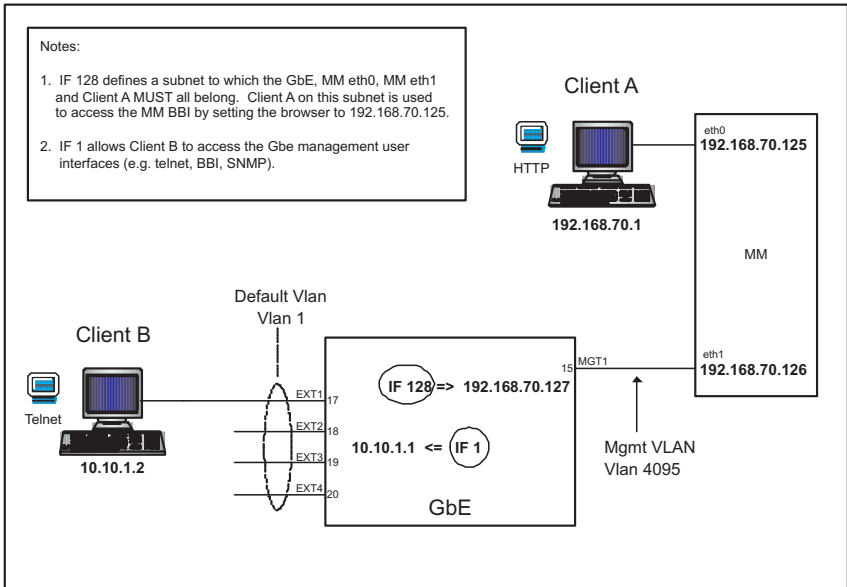 Notes:
1. IF 128 defines a subnet to which the GbE, MM eth0, MM eth1
and Client A MUST all belong. Client A on this subnet is used
to access the MM BBI by setting the browser to 192.168.70.125.
2. IF 1 allows Client B to access the Gbe management user
interfaces (e.g. telnet, BBI, SNMP).
Client A
HTTP
192.168.70.1
eth0
192.168.70.125
MM
eth1
192.168.70.126
Default Vlan
Vlan 1
Client B
Telnet
10.10.1.2
EXT1
17
EXT2
18
EXT3
19
EXT4
20
IF 128 => 192.168.70.127
10.10.1.1 <= IF 1
GbE
15
MGT1
Mgmt VLAN
Vlan 4095